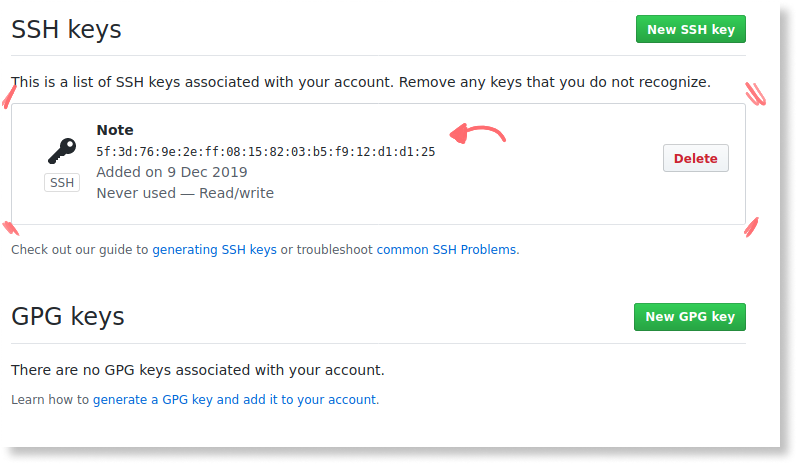 SSH keys
New SSH key
This is a list of SSH keys associated with your account. Remove any keys that you do not recognize.
Note
5f:3d:76:9e:2e:ff:08:15:82:03:b5:f9:12:d1:d1:25
Added on 9 Dec 2019
Never used — Read/write
SSH
Delete
Check out our guide to generating SSH keys or troubleshoot common SSH Problems.
GPG keys
New GPG key
There are no GPG keys associated with your account.
Learn how to generate a GPG key and add it to your account.